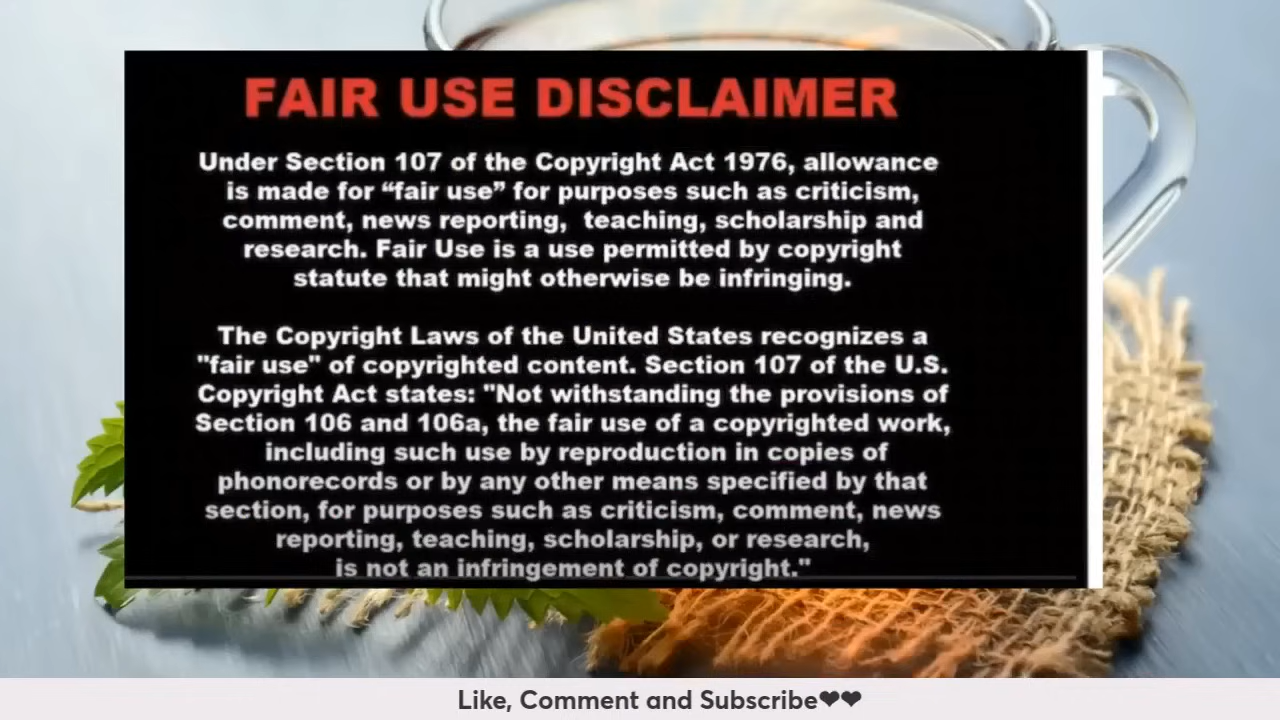 FAIR USE DISCLAIMER
Under Section 107 of the Copyright Act 1976, allowance
is made for “fair use” for purposes such as criticism,
comment, news reporting, teaching, scholarship and
research. Fair Use is a use permitted by copyright
statute that might otherwise be infringing.
The Copyright Laws of the United States recognizes a
"fair use" of copyrighted content. Section 107 of the U.S.
Copyright Act states: "Not withstanding the provisions of
Section 106 and 106a, the fair use of a copyrighted work,
including such use by reproduction in copies of
phonorecords or by any other means specified by that
section, for purposes such as criticism, comment, news
reporting, teaching, scholarship, or research,
is not an infringement of copyright."
Like, Comment and Subscribe❤❤